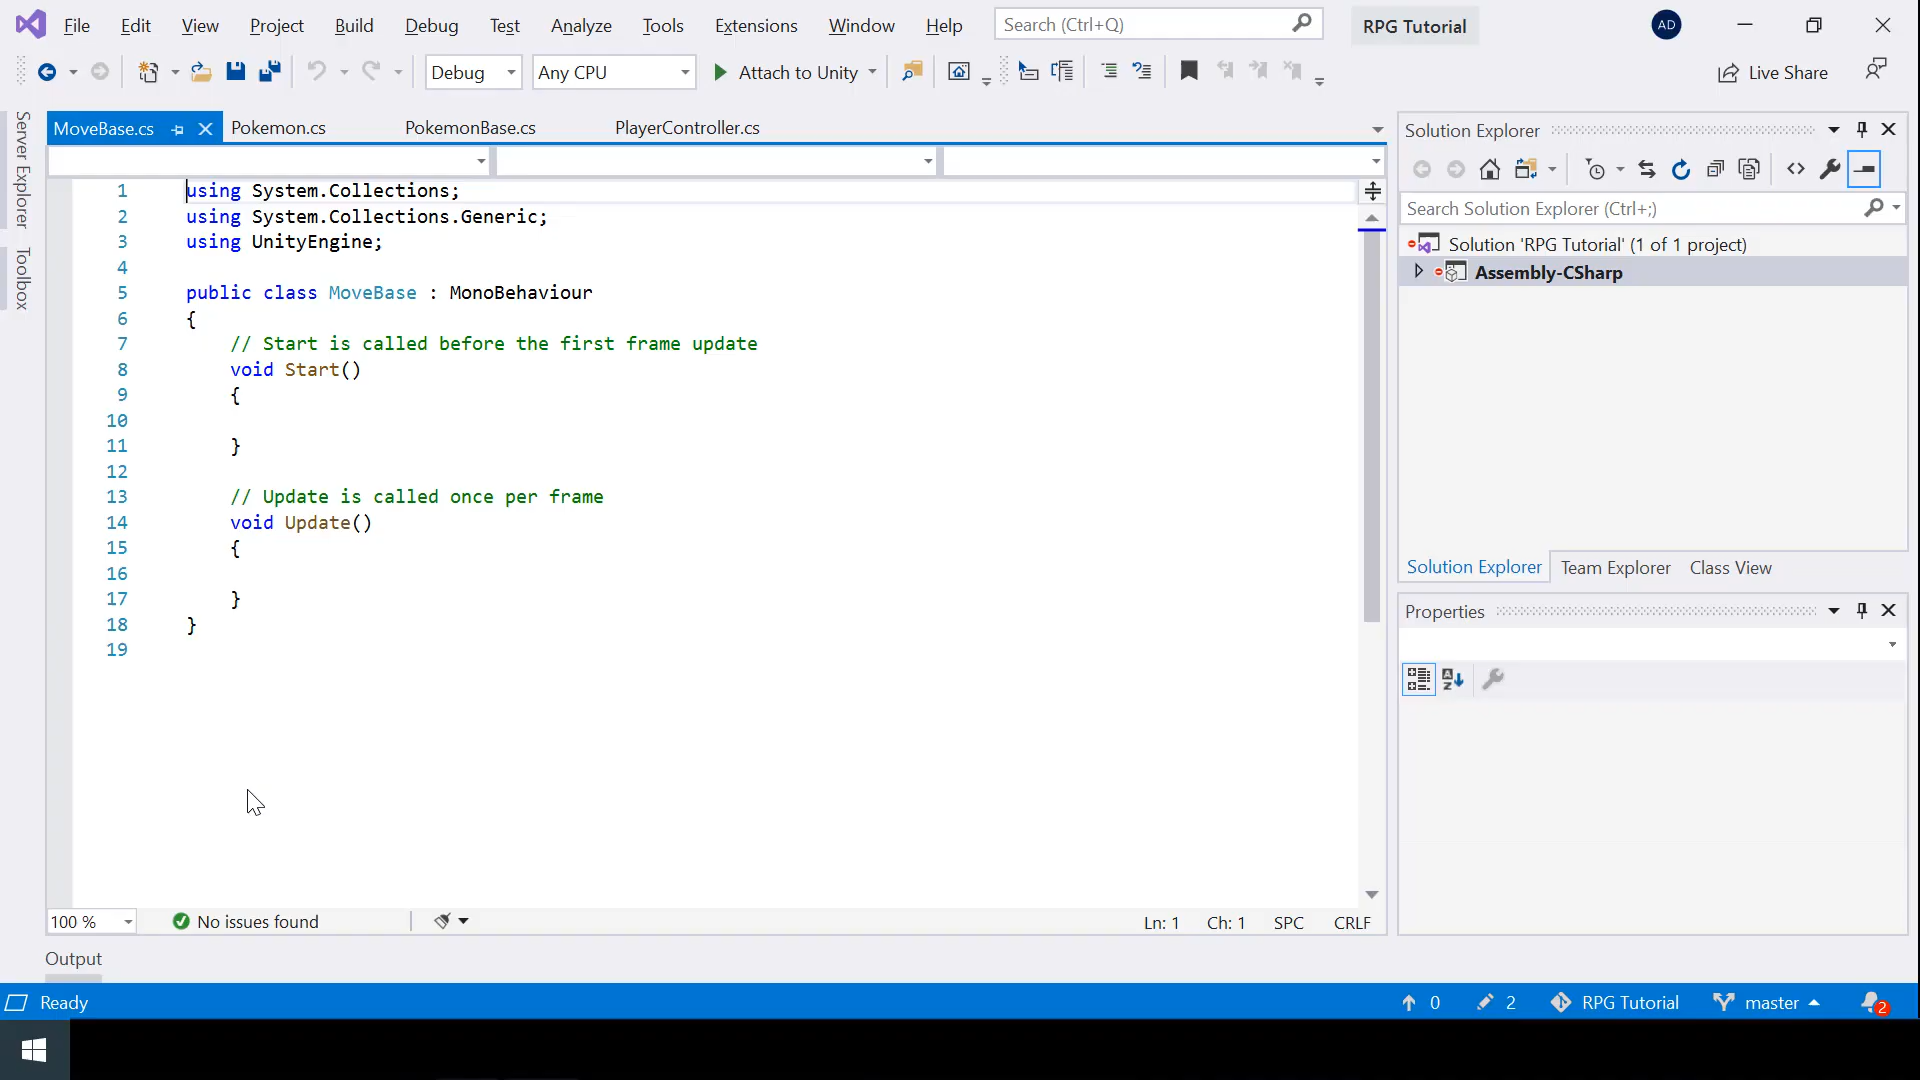 File Edit View Project Build Debug Test Analyze Tools Extensions Window Help Search (Ctrl+Q) RPG Tutorial AD
Debug Any CPU Attach to Unity Live Share
Server Explorer
Toolbox
MoveBase.cs Pokemon.cs PokemonBase.cs PlayerController.cs
1 using System.Collections;
2 using System.Collections.Generic;
3 using UnityEngine;
4
5 public class MoveBase : MonoBehaviour
6 {
7 // Start is called before the first frame update
8 void Start()
9 {
10
11 }
12
13 // Update is called once per frame
14 void Update()
15 {
16
17 }
18 }
19
100 % No issues found Ln: 1 Ch: 1 SPC CRLF
Solution Explorer
Search Solution Explorer (Ctrl+;)
Solution 'RPG Tutorial' (1 of 1 project)
Assembly-CSharp
Solution Explorer Team Explorer Class View
Properties
Output
Ready 0 2 RPG Tutorial master 2